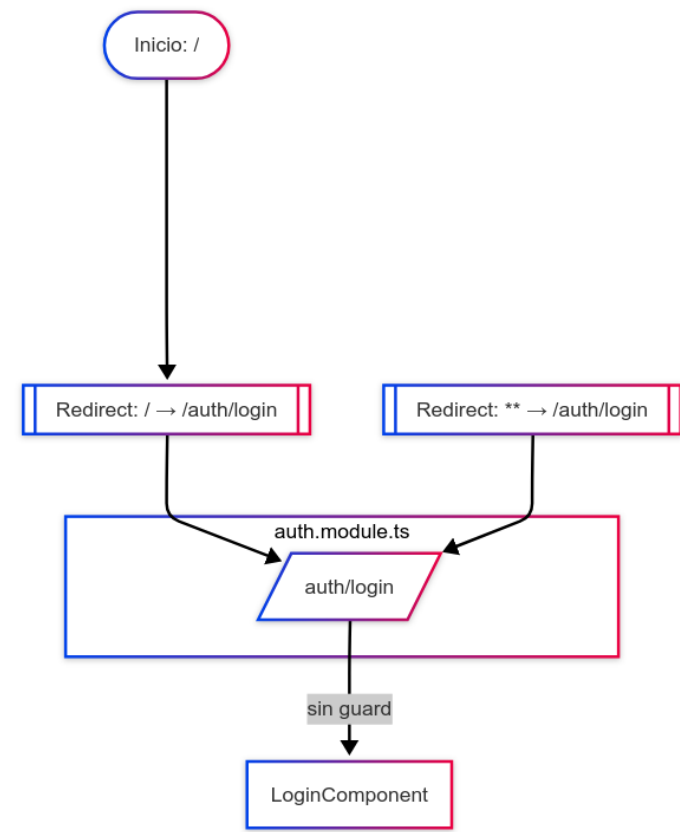 Inicio: /
Redirect: / → /auth/login
Redirect: ** → /auth/login
auth.module.ts
auth/login
sin guard
LoginComponent